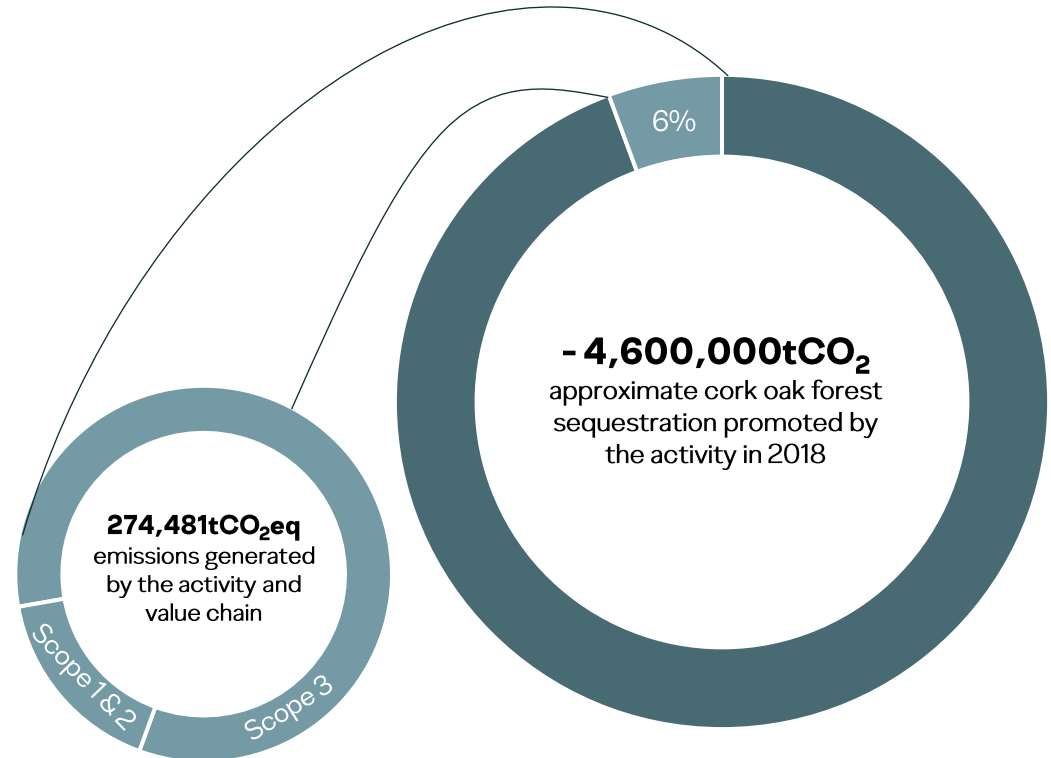 6%
- 4,600,000tCO₂
approximate cork oak forest
sequestration promoted by
the activity in 2018
274,481tCO₂eq
emissions generated
by the activity and
value chain
Scope 1 & 2
Scope 3